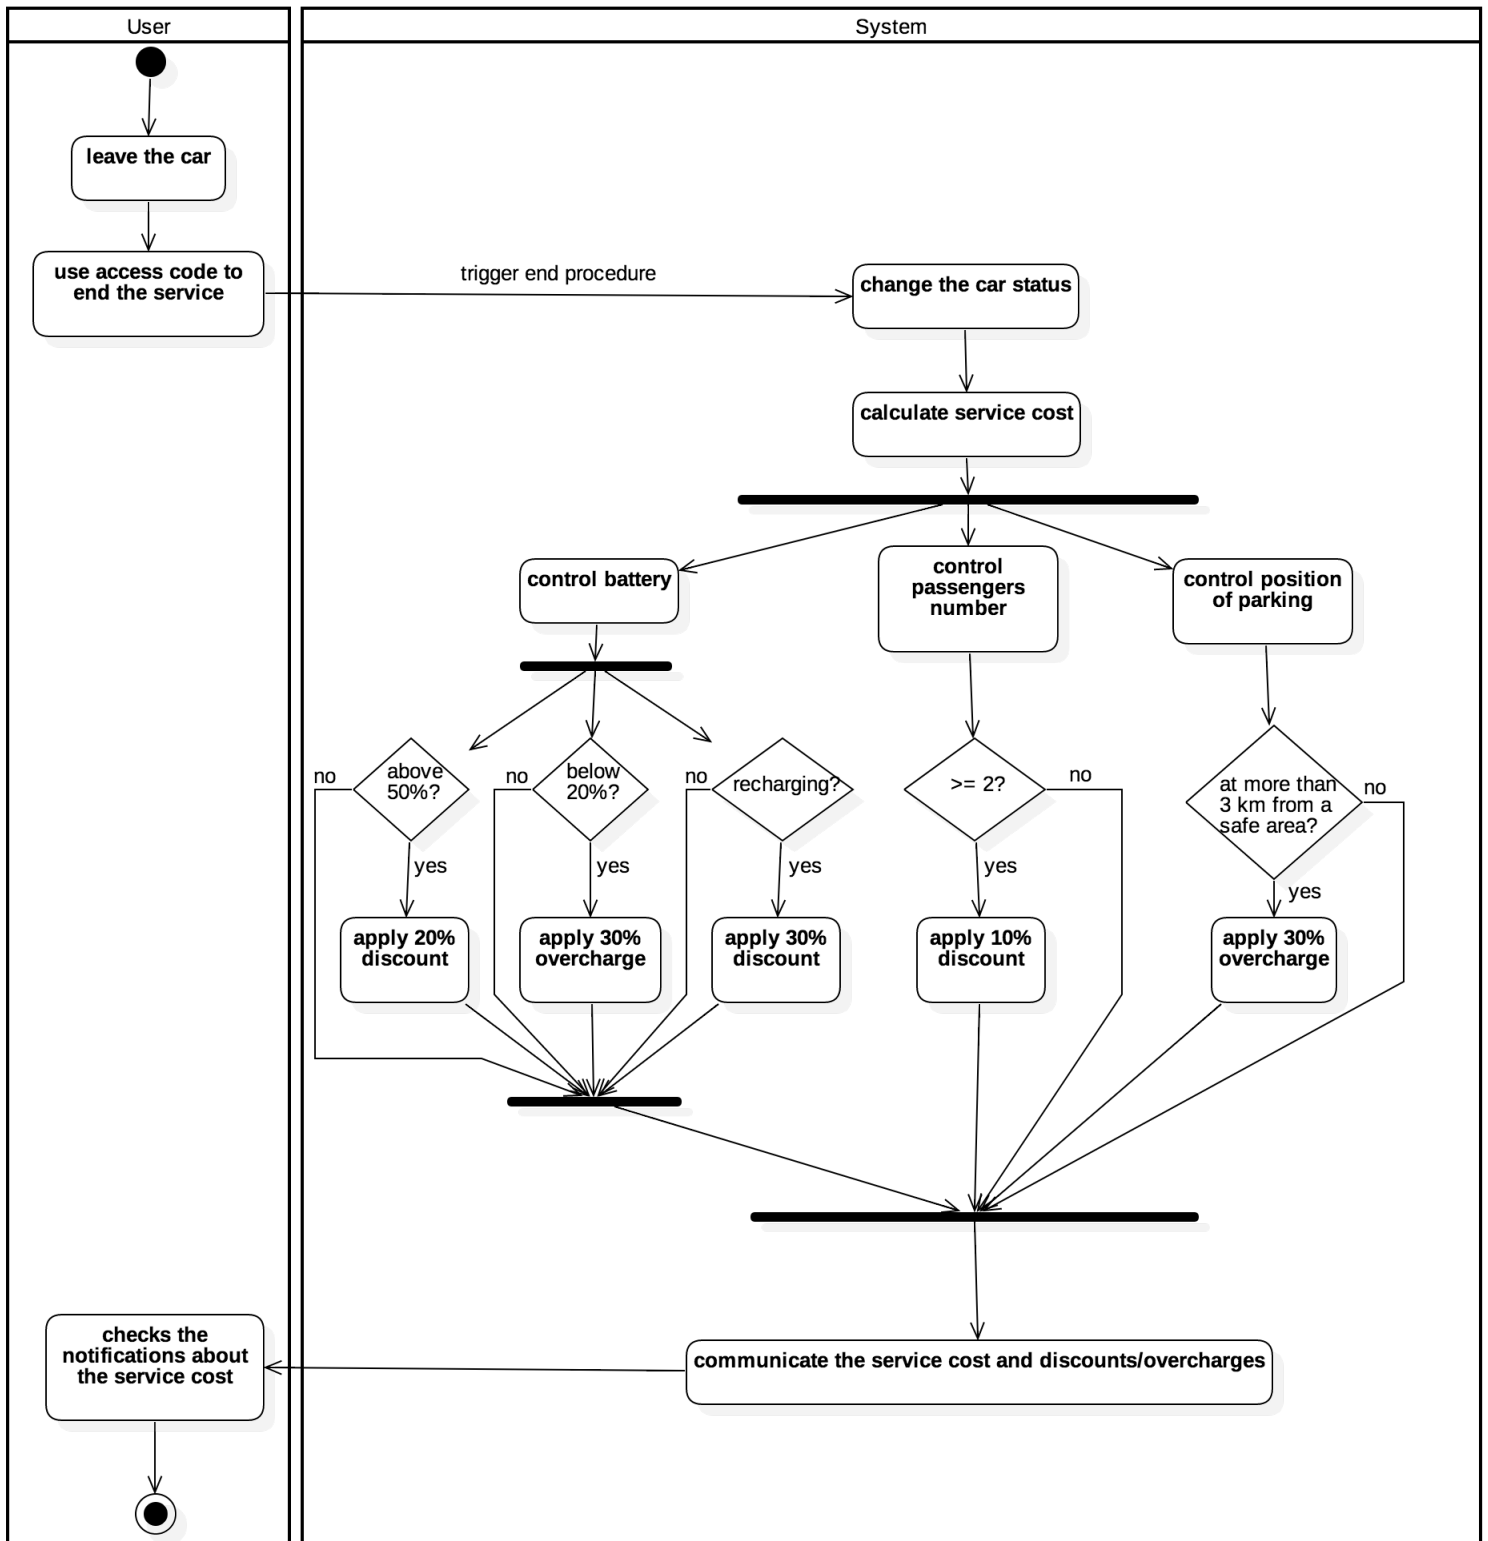 User
System
leave the car
use access code to
end the service
trigger end procedure
change the car status
calculate service cost
control battery
control
passengers
number
control position
of parking
no
above
50%?
no
below
20%?
no
recharging?
>= 2?
no
at more than
3 km from a
safe area?
no
yes
yes
yes
yes
yes
apply 20%
discount
apply 30%
overcharge
apply 30%
discount
apply 10%
discount
apply 30%
overcharge
checks the
notifications about
the service cost
communicate the service cost and discounts/overcharges